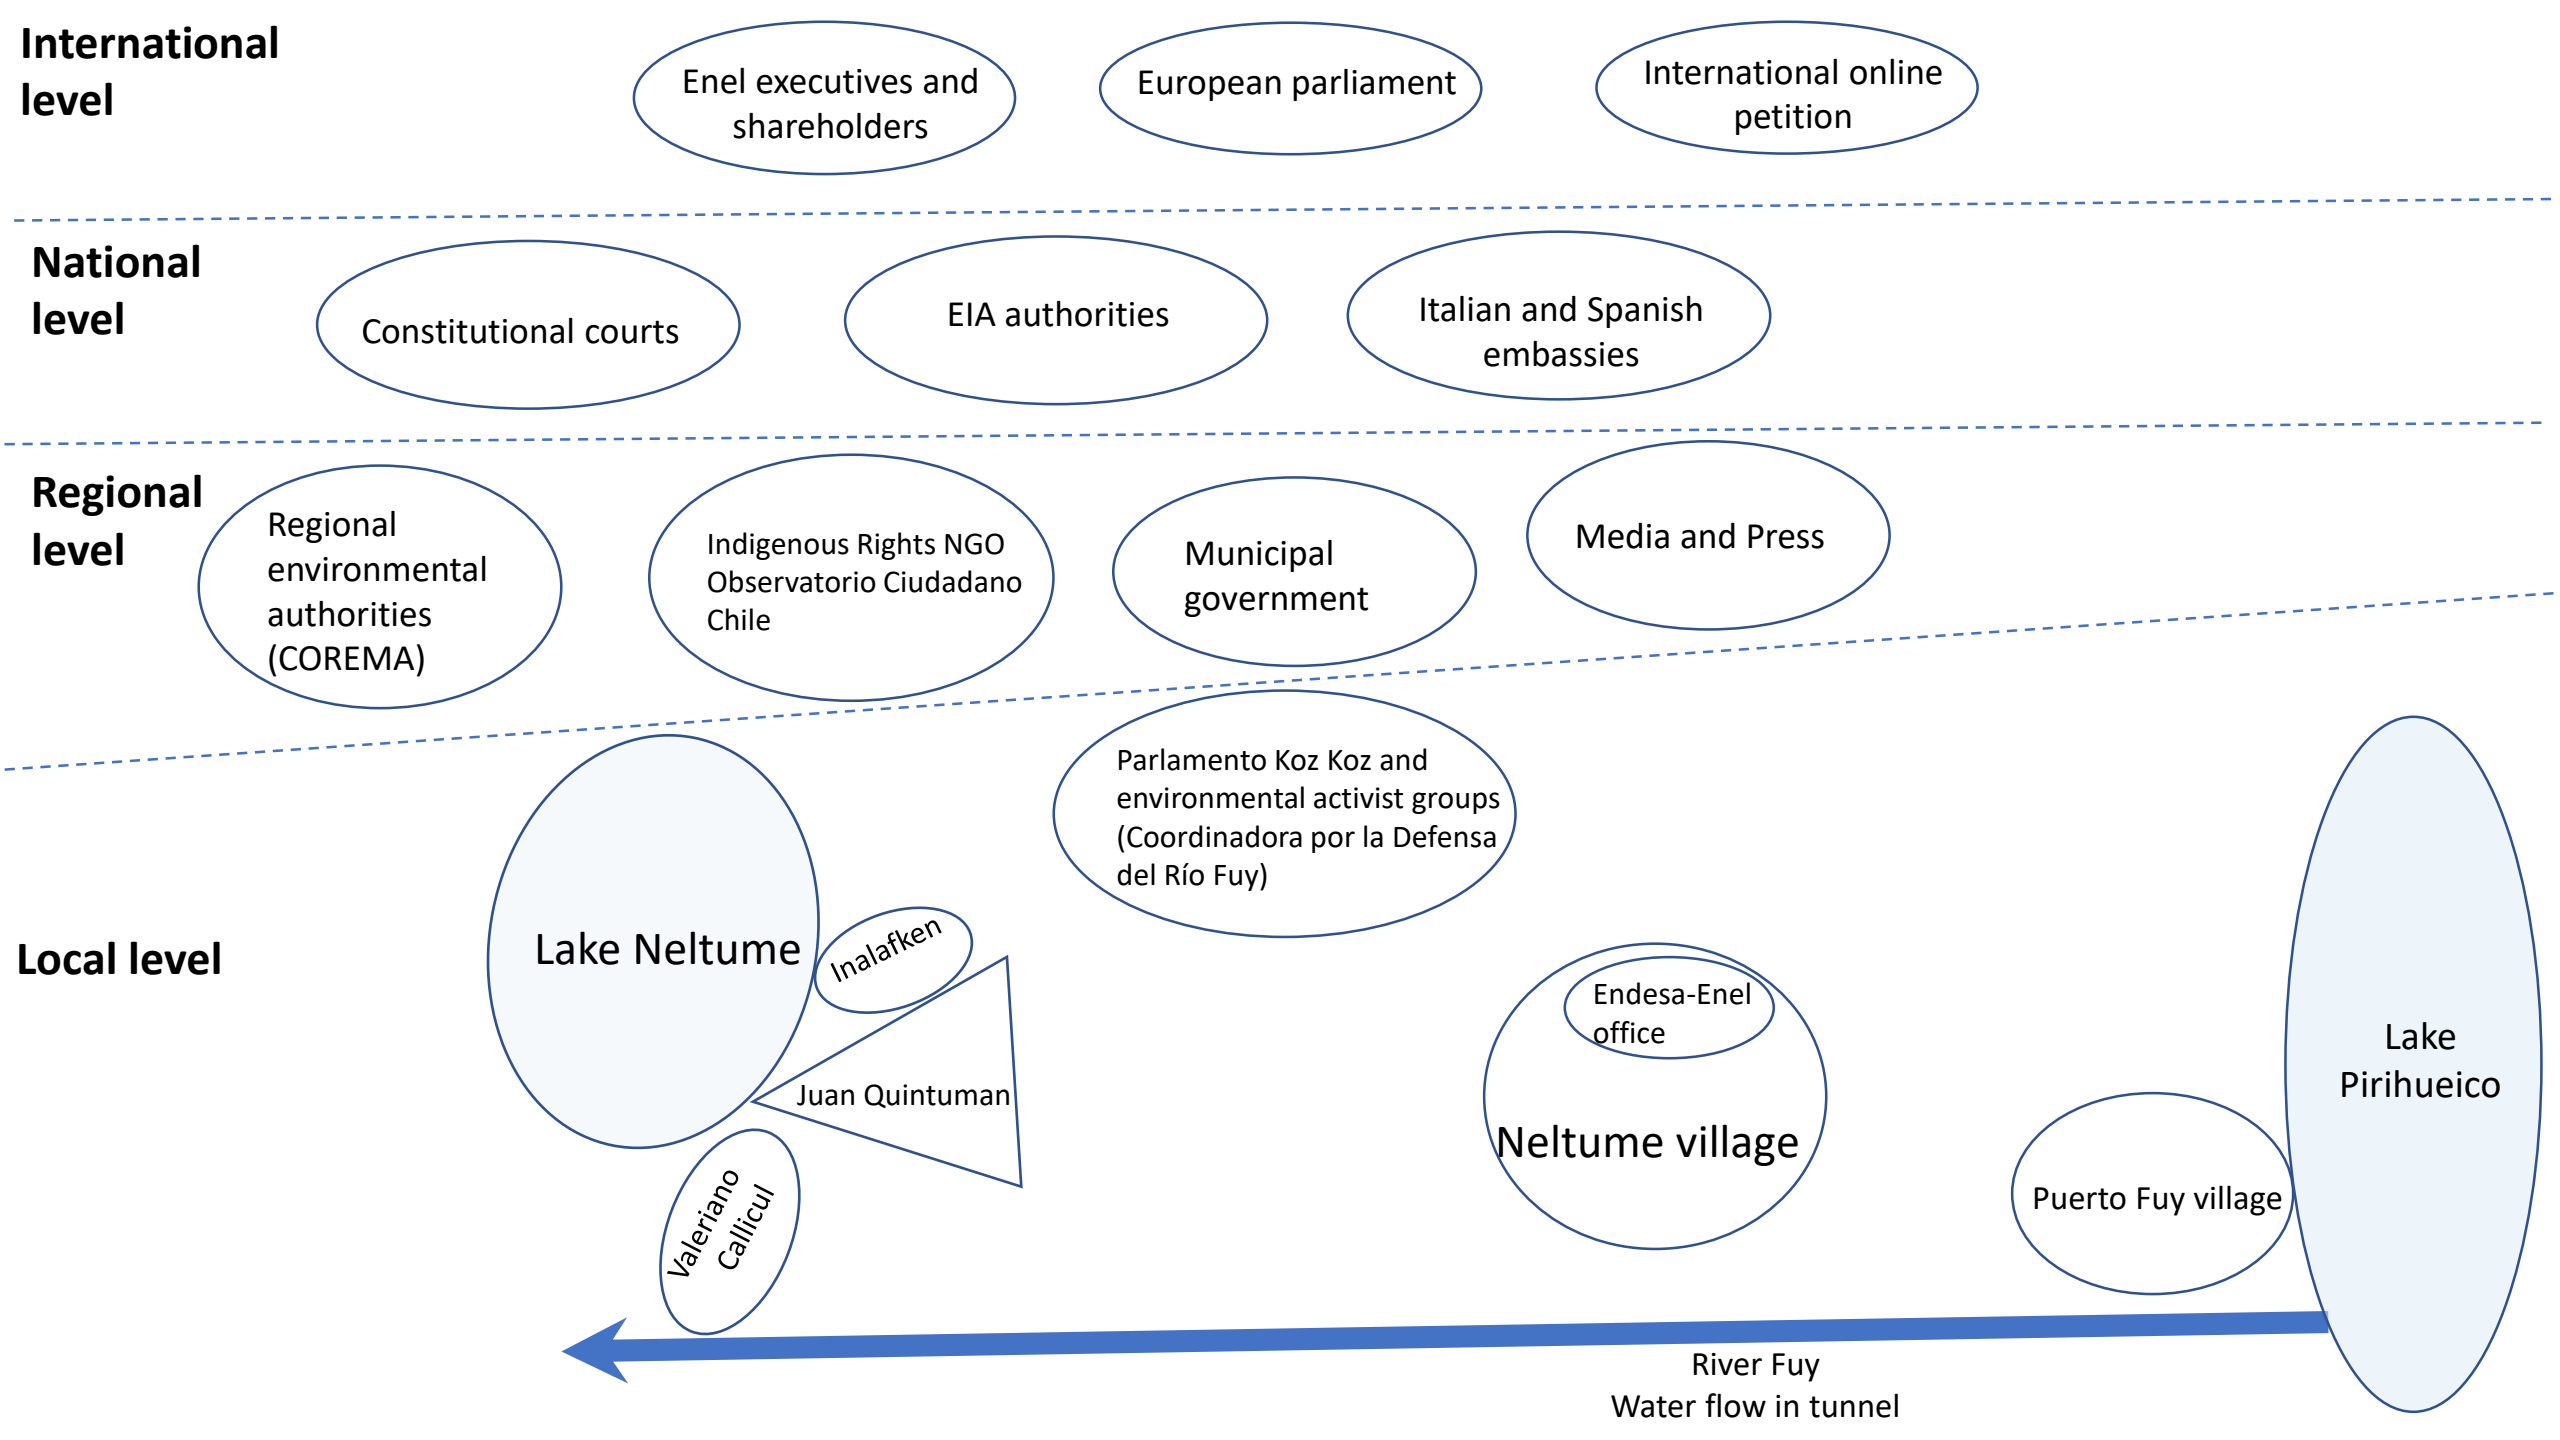 International
level
Enel executives and
shareholders
European parliament
International online
petition
National
level
Constitutional courts
EIA authorities
Italian and Spanish
embassies
Regional
level
Regional
environmental
authorities
(COREMA)
Indigenous Rights NGO
Observatorio Ciudadano
Chile
Municipal
government
Media and Press
Local level
Lake Neltume
Inalafken
Juan Quintuman
Valeriano
Callicul
Parlamento Koz Koz and
environmental activist groups
(Coordinadora por la Defensa
del Río Fuy)
Endesa-Enel
office
Neltume village
Puerto Fuy village
Lake
Pirihueico
River Fuy
Water flow in tunnel